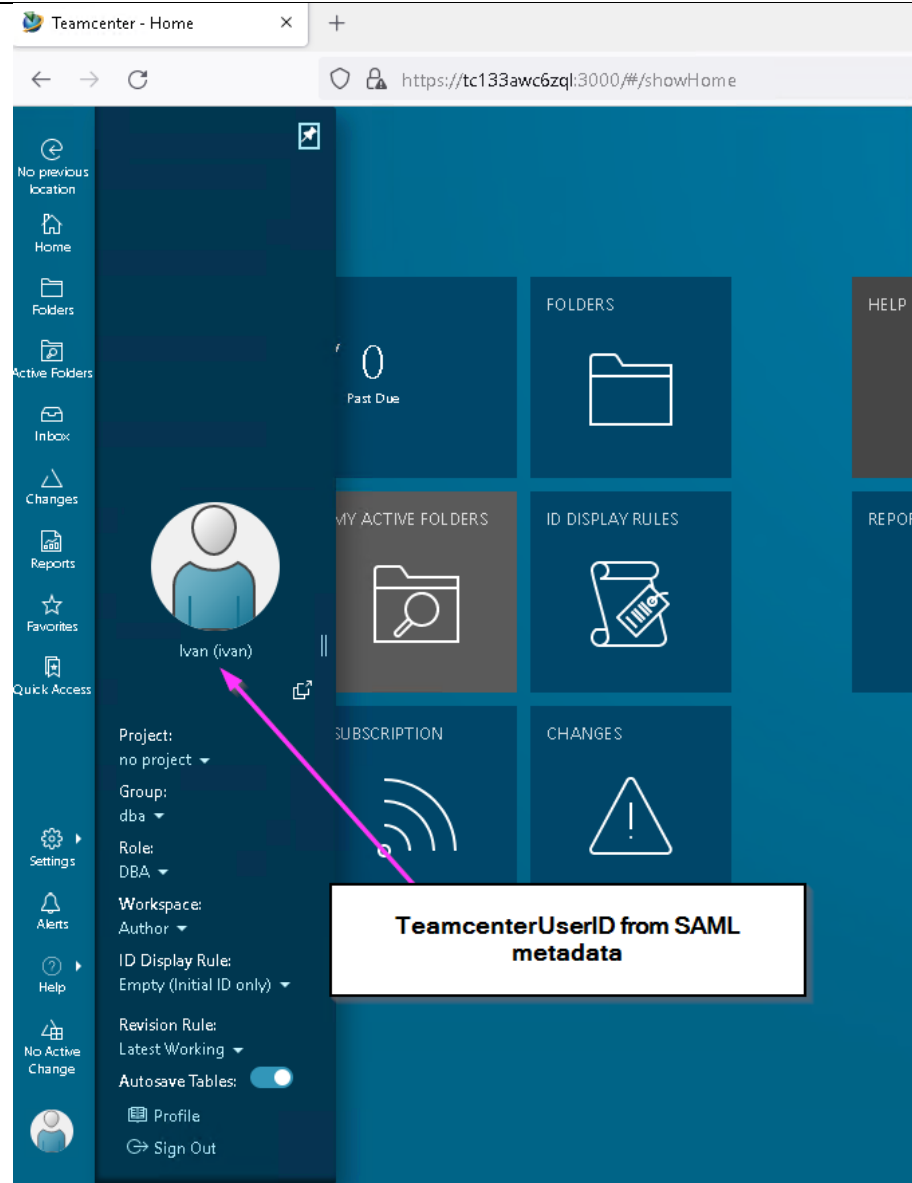 Teamcenter - Home
https://tc133awc6zql:3000/#/showHome
No previous
location
Home
Folders
Active Folders
Inbox
Changes
Reports
Favorites
Quick Access
Settings
Alerts
Help
No Active
Change
Ivan (ivan)
Project:
no project
Group:
dba
Role:
DBA
Workspace:
Author
ID Display Rule:
Empty (Initial ID only)
Revision Rule:
Latest Working
Autosave Tables:
Profile
Sign Out
0
Past Due
FOLDERS
HELP
MY ACTIVE FOLDERS
ID DISPLAY RULES
REPO
SUBSCRIPTION
CHANGES
TeamcenterUserID from SAML
metadata